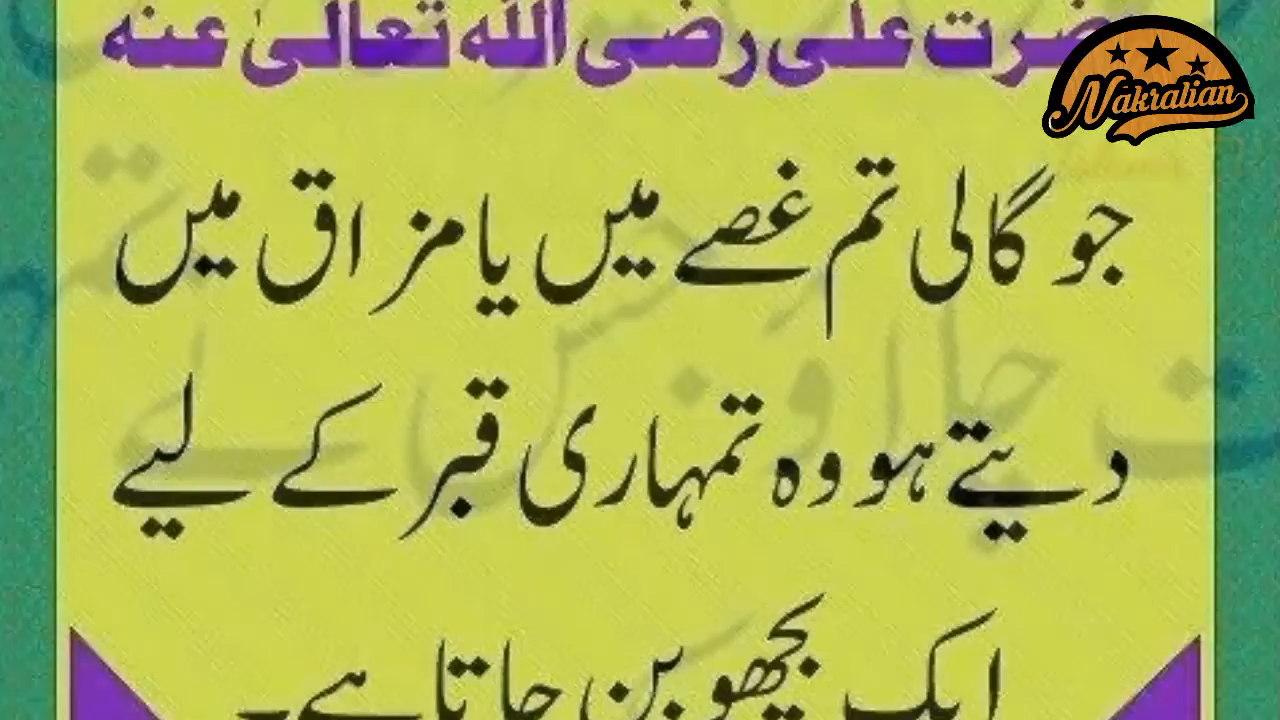 حضرت علی رضی اللہ تعالیٰ عنہ
Nakralian
جو گالی تم غصے میں یا مزاق میں
دیتے ہو وہ تمہاری قبر کے لیے
ایک بچھو بن جاتا ہے۔